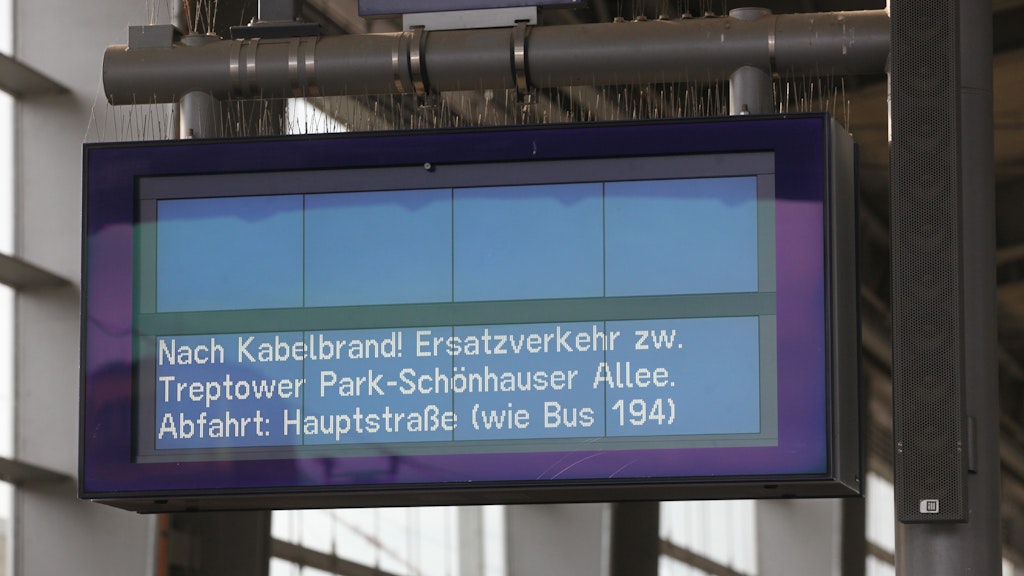 Nach Kabelbrand! Ersatzverkehr zw.
Treptower Park-Schönhauser Allee.
Abfahrt: Hauptstraße (wie Bus 194)